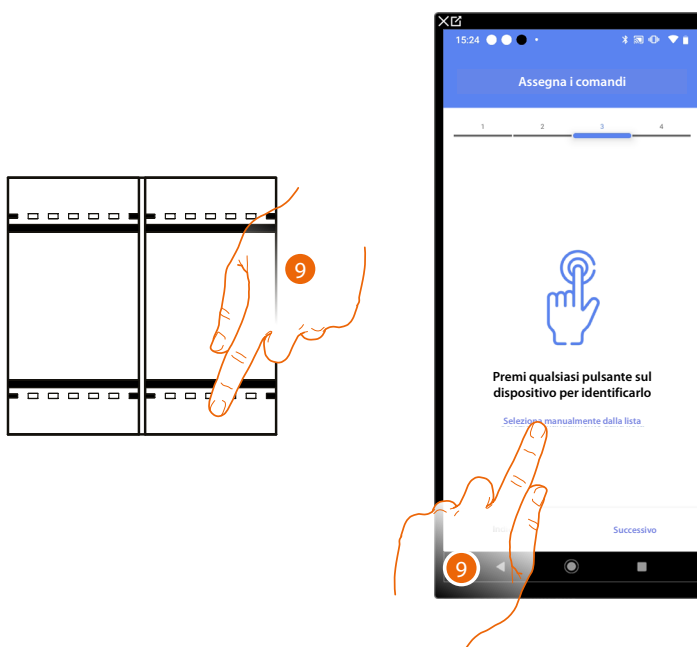 15:24
Assegna i comandi
1 2 3 4
9
Premi qualsiasi pulsante sul
dispositivo per identificarlo
Seleziona manualmente dalla lista
Successivo
9